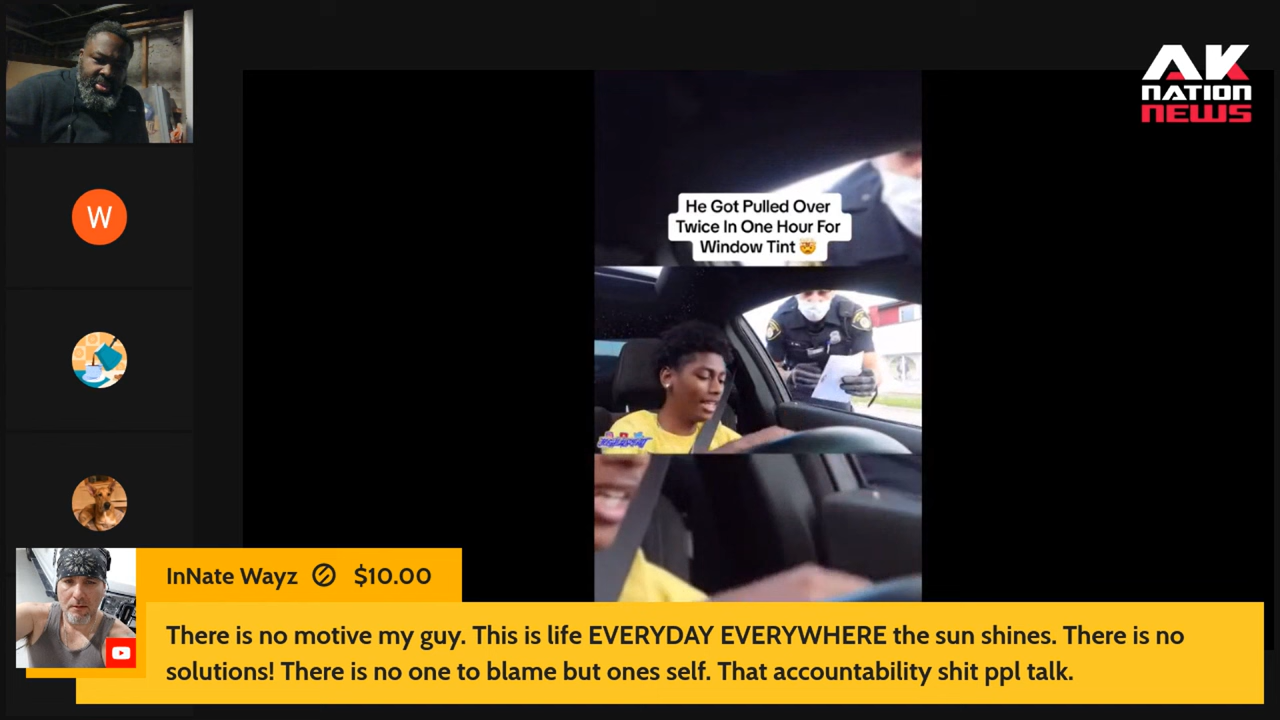 AK
NATION
NEWS
W
He Got Pulled Over
Twice In One Hour For
Window Tint 🤯
InNate Wayz $10.00
There is no motive my guy. This is life EVERYDAY EVERYWHERE the sun shines. There is no
solutions! There is no one to blame but ones self. That accountability shit ppl talk.